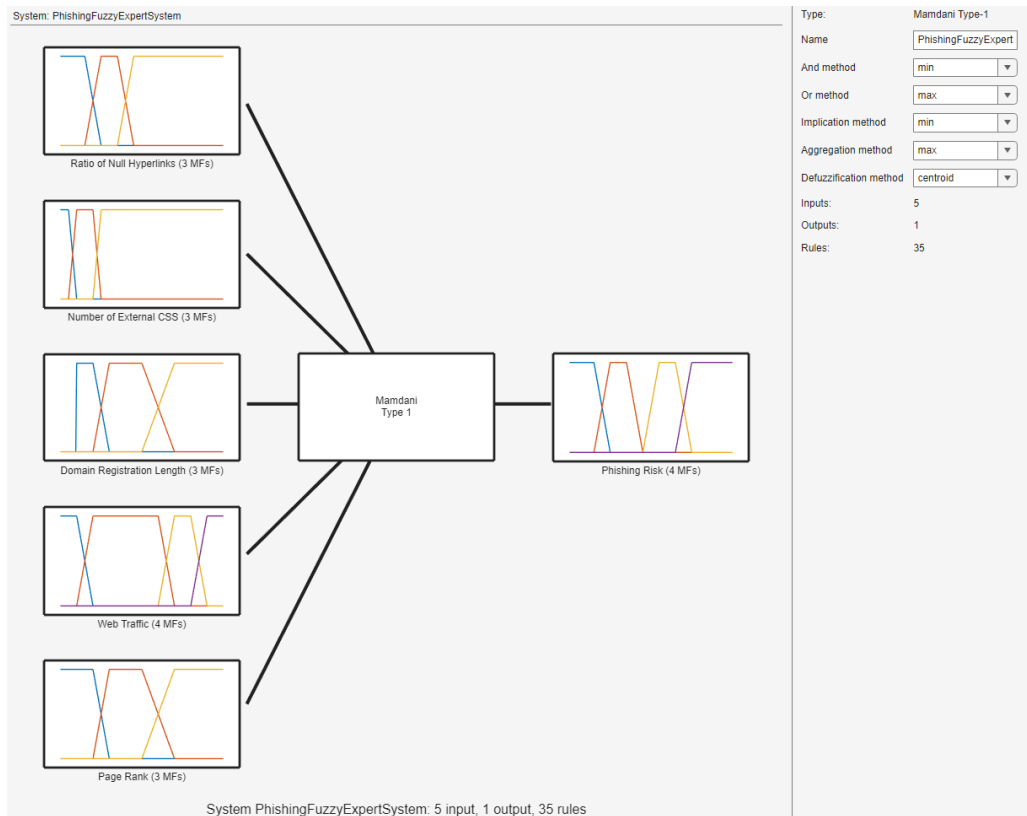 System: PhishingFuzzyExpertSystem
Ratio of Null Hyperlinks (3 MFs)
Number of External CSS (3 MFs)
Domain Registration Length (3 MFs)
Web Traffic (4 MFs)
Page Rank (3 MFs)
Mamdani
Type 1
Phishing Risk (4 MFs)
System PhishingFuzzyExpertSystem: 5 input, 1 output, 35 rules
Type: Mamdani Type-1
Name PhishingFuzzyExpert
And method min
Or method max
Implication method min
Aggregation method max
Defuzzification method centroid
Inputs: 5
Outputs: 1
Rules: 35